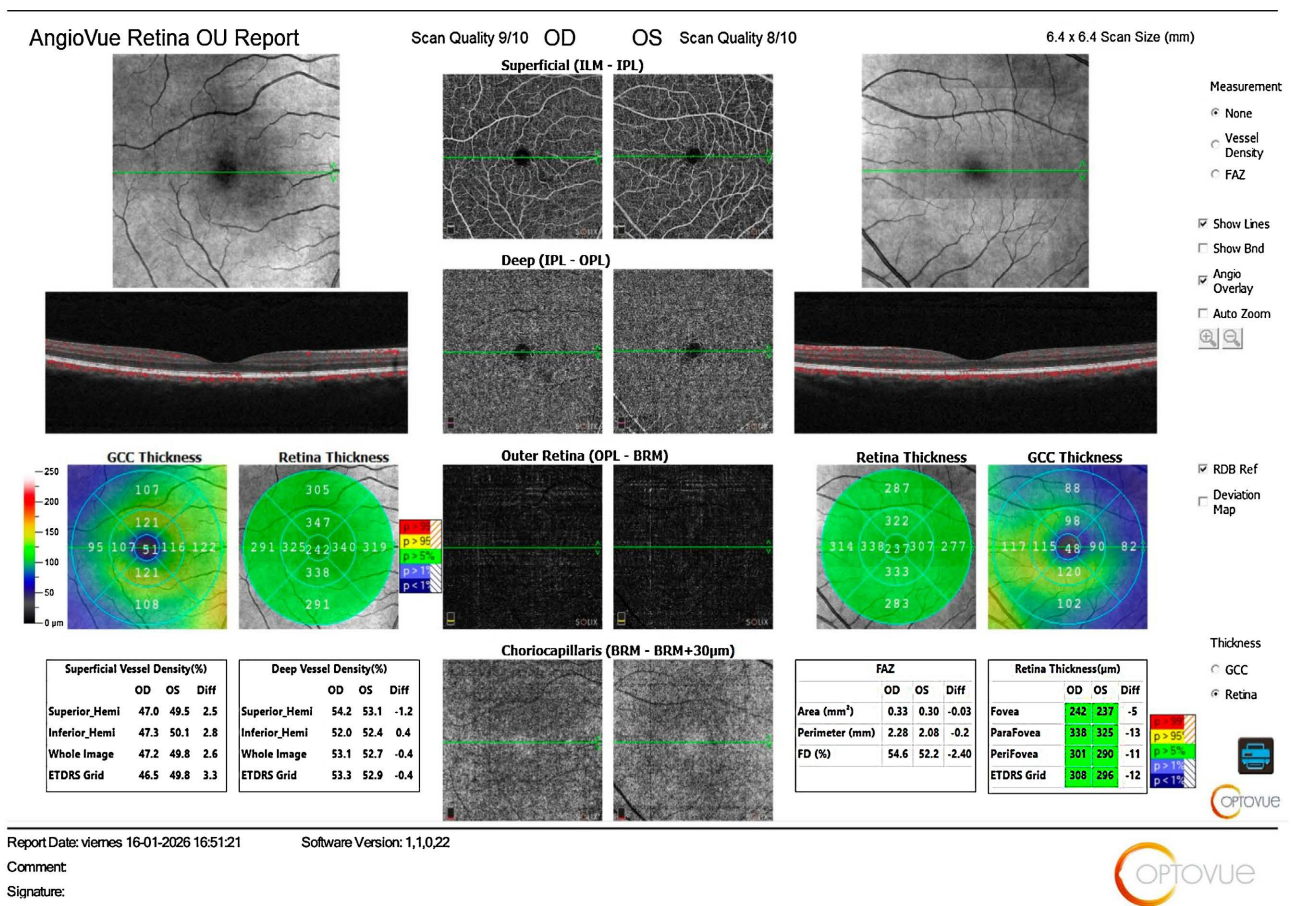 AngioVue Retina OU Report
Scan Quality 9/10 OD OS Scan Quality 8/10
6.4 x 6.4 Scan Size (mm)
Superficial (ILM - IPL)
SOLIX
SOLIX
Measurement
None
Vessel Density
FAZ
Show Lines
Show Bnd
Angio Overlay
Auto Zoom
Deep (IPL - OPL)
SOLIX
SOLIX
GCC Thickness
250
200
150
100
50
0 µm
107
121
95 107 51 116 122
121
108
Retina Thickness
305
347
291 325 242 340 319
338
291
p > 95
p > 5%
p > 1%
p < 1%
Outer Retina (OPL - BRM)
SOLIX
SOLIX
Retina Thickness
287
322
314 338 237 307 277
333
283
GCC Thickness
88
98
117 115 48 90 82
120
102
RDB Ref
Deviation Map
Choriocapillaris (BRM - BRM+30µm)
SOLIX
SOLIX
Thickness
GCC
Retina
Superficial Vessel Density(%)
OD OS Diff
Superior_Hemi 47.0 49.5 2.5
Inferior_Hemi 47.3 50.1 2.8
Whole Image 47.2 49.8 2.6
ETDRS Grid 46.5 49.8 3.3
Deep Vessel Density(%)
OD OS Diff
Superior_Hemi 54.2 53.1 -1.2
Inferior_Hemi 52.0 52.4 0.4
Whole Image 53.1 52.7 -0.4
ETDRS Grid 53.3 52.9 -0.4
FAZ
OD OS Diff
Area (mm²) 0.33 0.30 -0.03
Perimeter (mm) 2.28 2.08 -0.2
FD (%) 54.6 52.2 -2.40
Retina Thickness(µm)
OD OS Diff
Fovea 242 237 -5
ParaFovea 338 325 -13
PeriFovea 301 290 -11
ETDRS Grid 308 296 -12
p > 99
p > 95
p > 5%
p > 1%
p < 1%
OPTOVUE
Report Date: viernes 16-01-2026 16:51:21
Software Version: 1,1,0,22
Comment:
Signature:
OPTOVUE